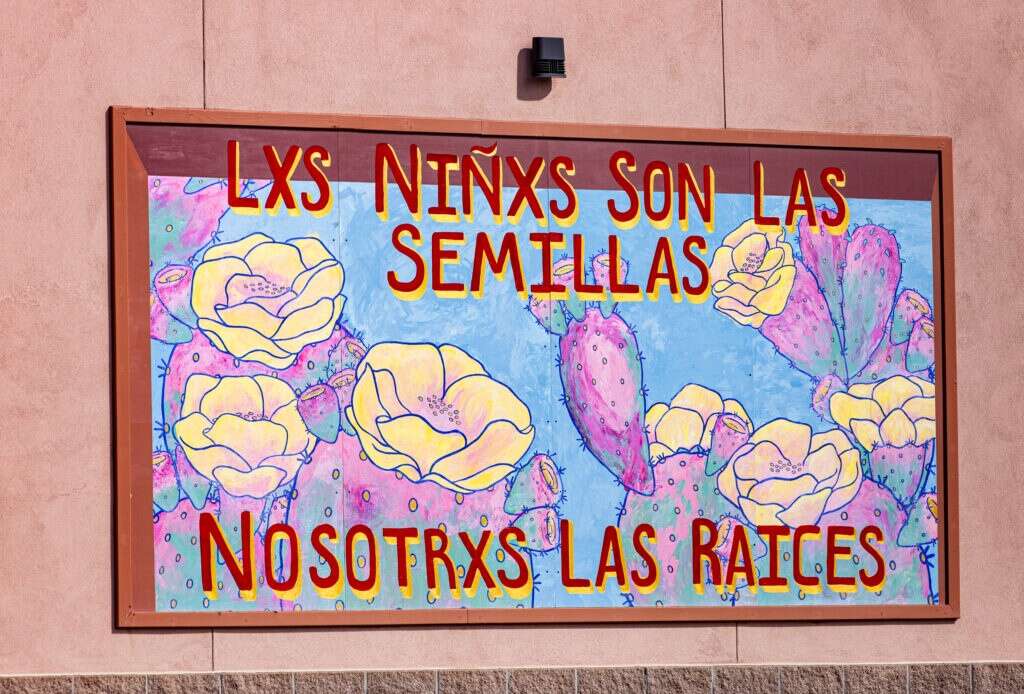 LXS NIÑXS SON LAS
SEMILLAS
NOSOTRXS LAS RAICES